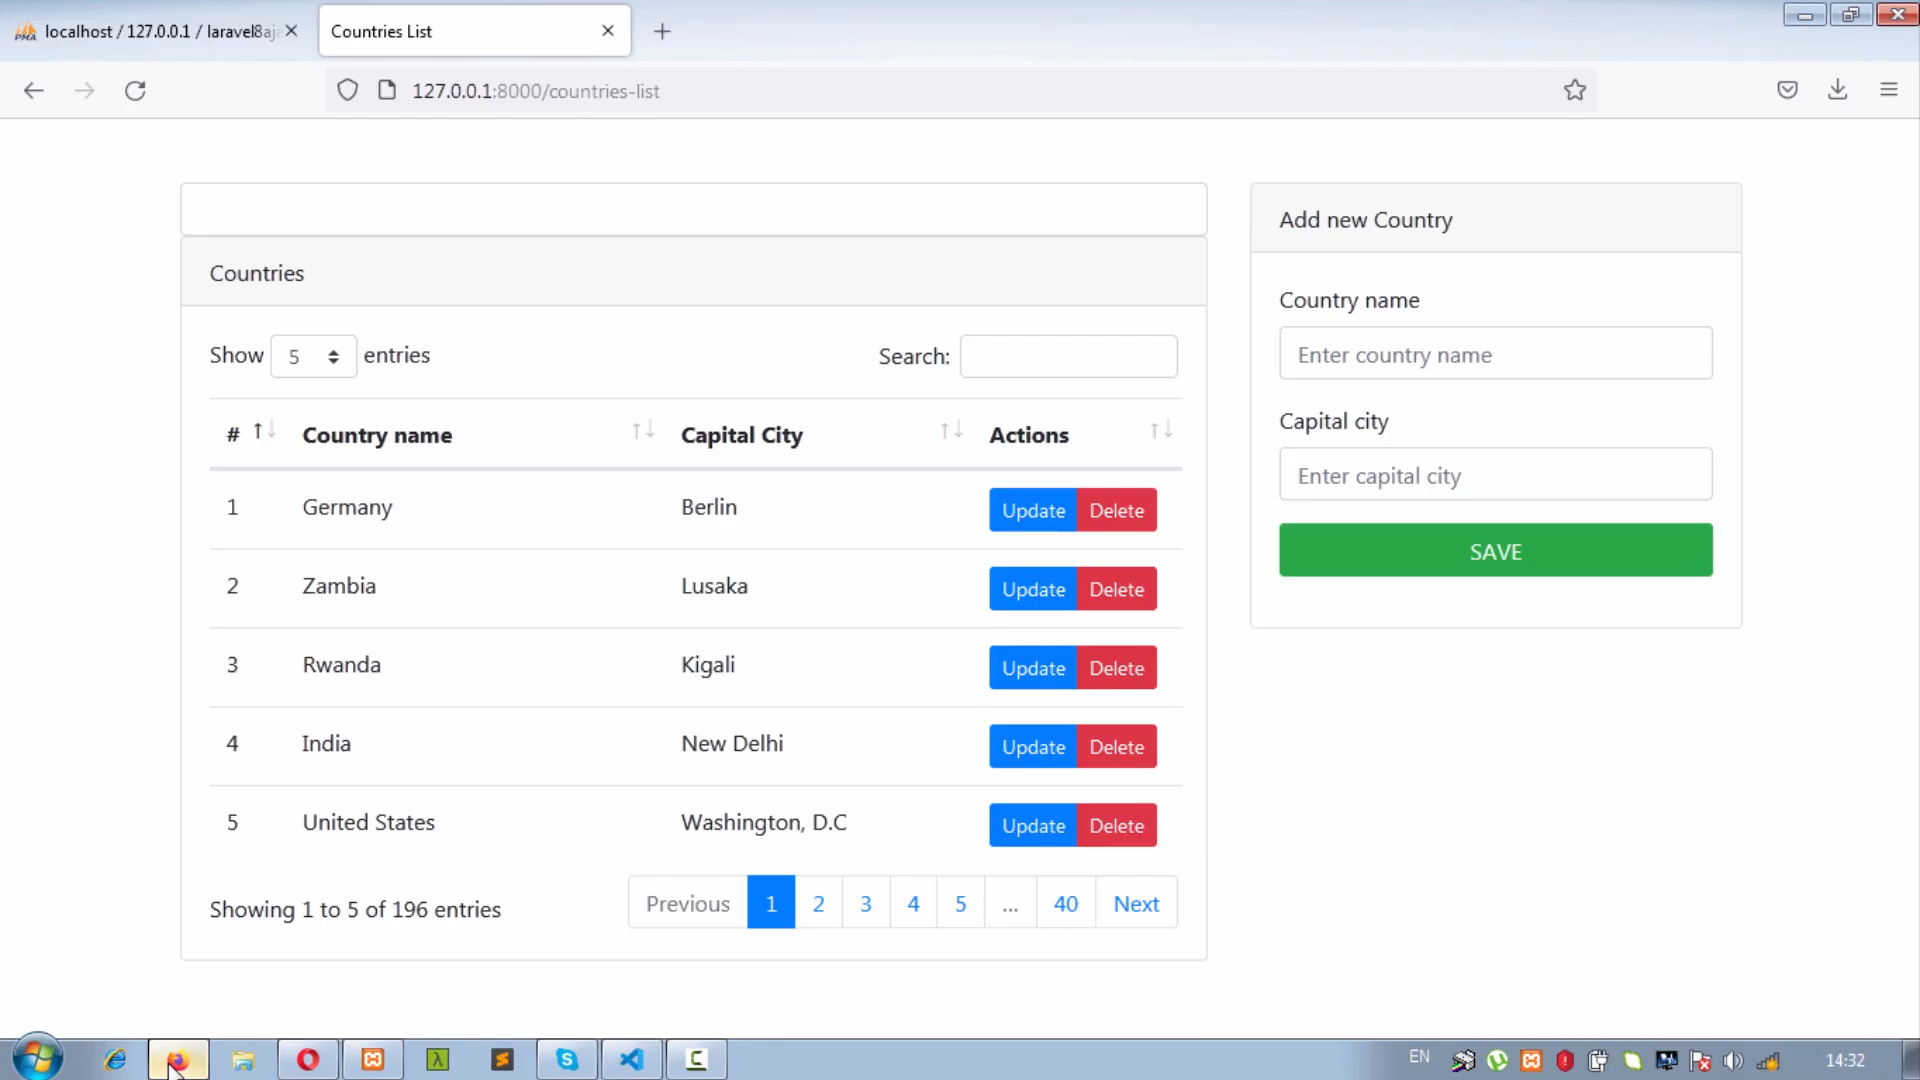 localhost / 127.0.0.1 / laravel8aj
Countries List
127.0.0.1:8000/countries-list
Countries
Show 5 entries
Search:
# Country name Capital City Actions
1 Germany Berlin Update Delete
2 Zambia Lusaka Update Delete
3 Rwanda Kigali Update Delete
4 India New Delhi Update Delete
5 United States Washington, D.C Update Delete
Showing 1 to 5 of 196 entries
Previous 1 2 3 4 5 ... 40 Next
Add new Country
Country name
Enter country name
Capital city
Enter capital city
SAVE
EN
14:32